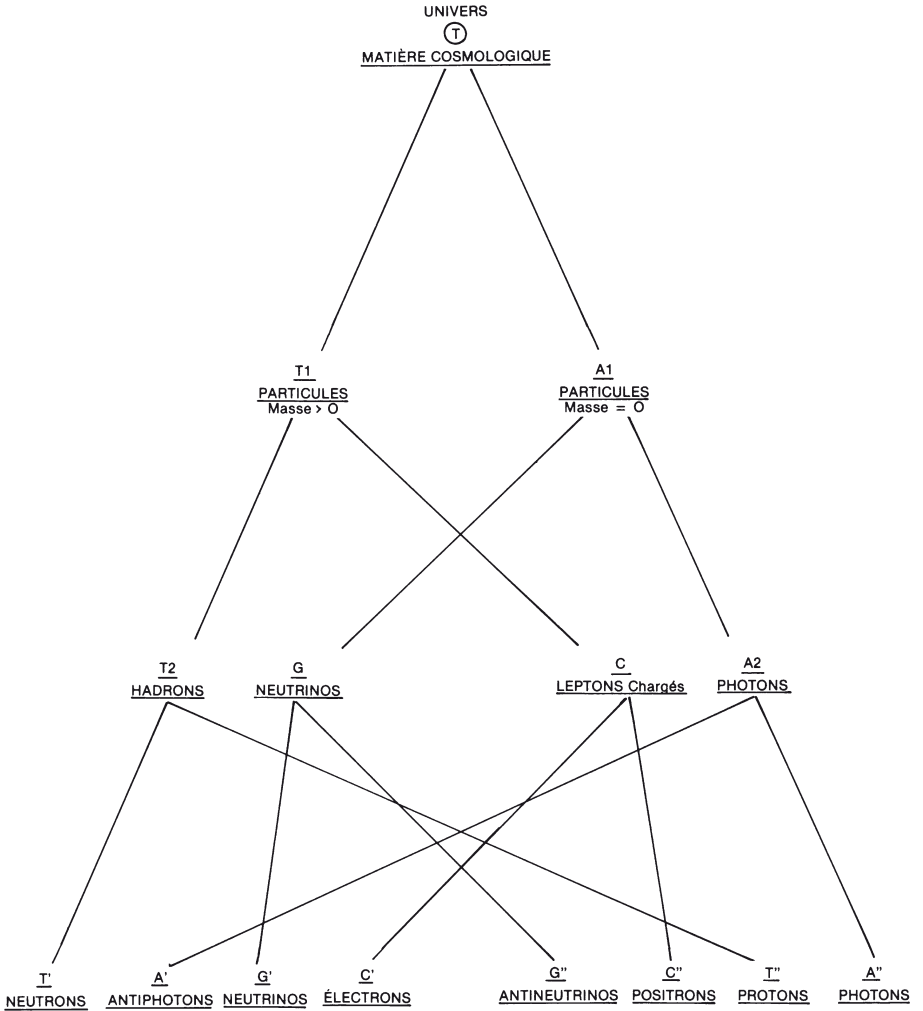 UNIVERS
T
MATIÈRE COSMOLOGIQUE
T1
PARTICULES
Masse > O
A1
PARTICULES
Masse = O
T2
HADRONS
G
NEUTRINOS
C
LEPTONS Chargés
A2
PHOTONS
T'
NEUTRONS
A'
ANTIPHOTONS
G'
NEUTRINOS
C'
ÉLECTRONS
G"
ANTINEUTRINOS
C"
POSITRONS
T"
PROTONS
A"
PHOTONS